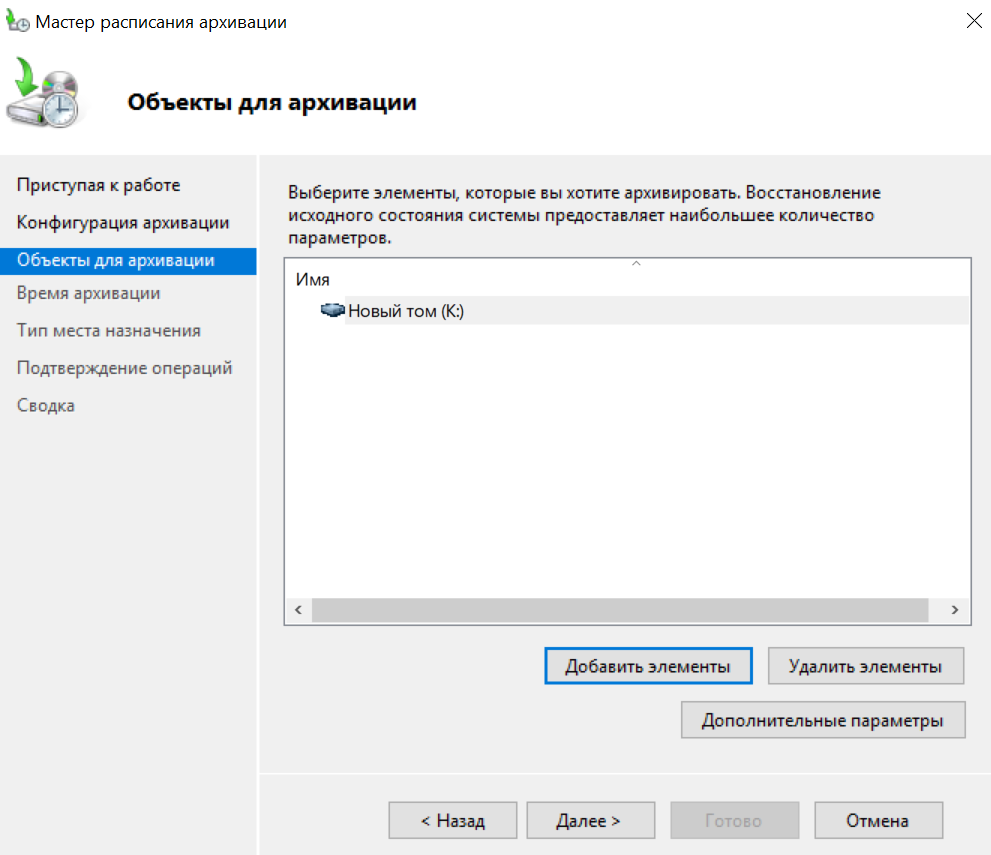 Мастер расписания архивации
Объекты для архивации
Приступая к работе
Конфигурация архивации
Объекты для архивации
Время архивации
Тип места назначения
Подтверждение операций
Сводка
Выберите элементы, которые вы хотите архивировать. Восстановление
исходного состояния системы предоставляет наибольшее количество
параметров.
Имя
Новый том (K:)
Добавить элементы
Удалить элементы
Дополнительные параметры
< Назад
Далее >
Готово
Отмена